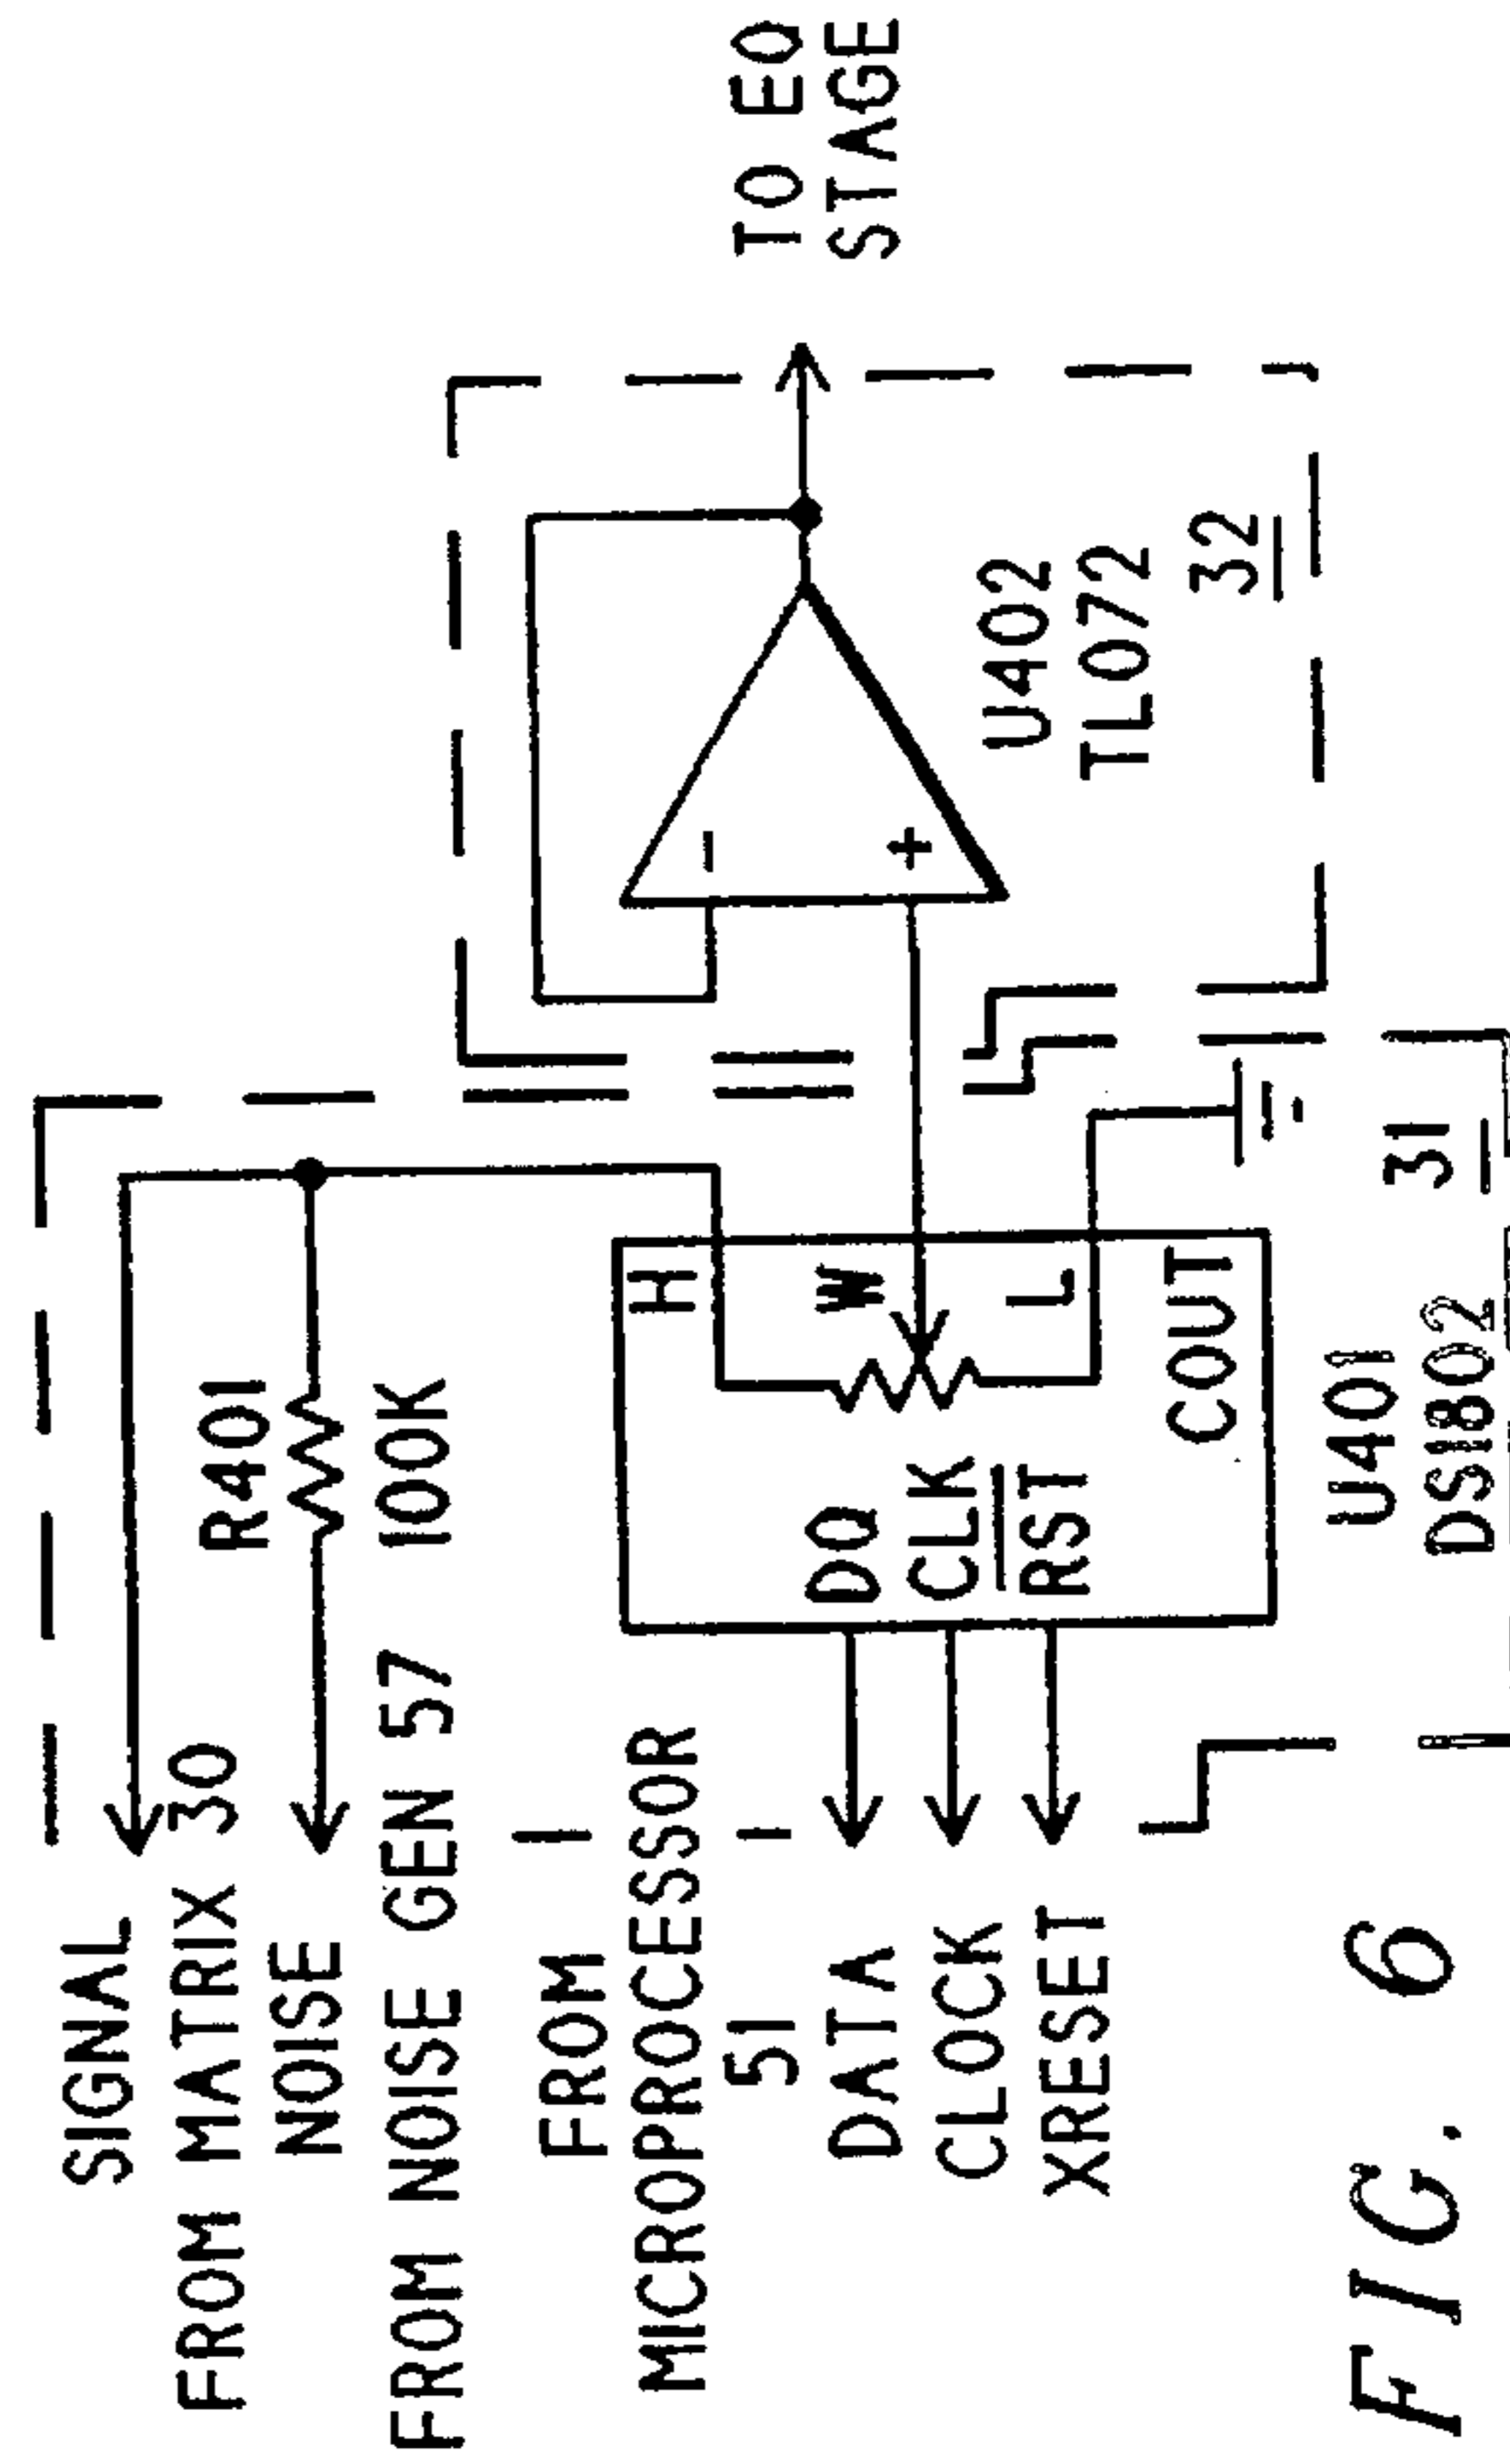 SIGNAL
FROM MATRIX 30
NOISE
FROM NOISE GEN 57
R401
100K
FROM
MICROPROCESSOR
51
DATA
CLOCK
XRESET
DQ
CLK
RST
H
W
L
COUT
U401
DS1802
31
-
+
U402
TL072
32
TO EQ
STAGE
FIG. 6